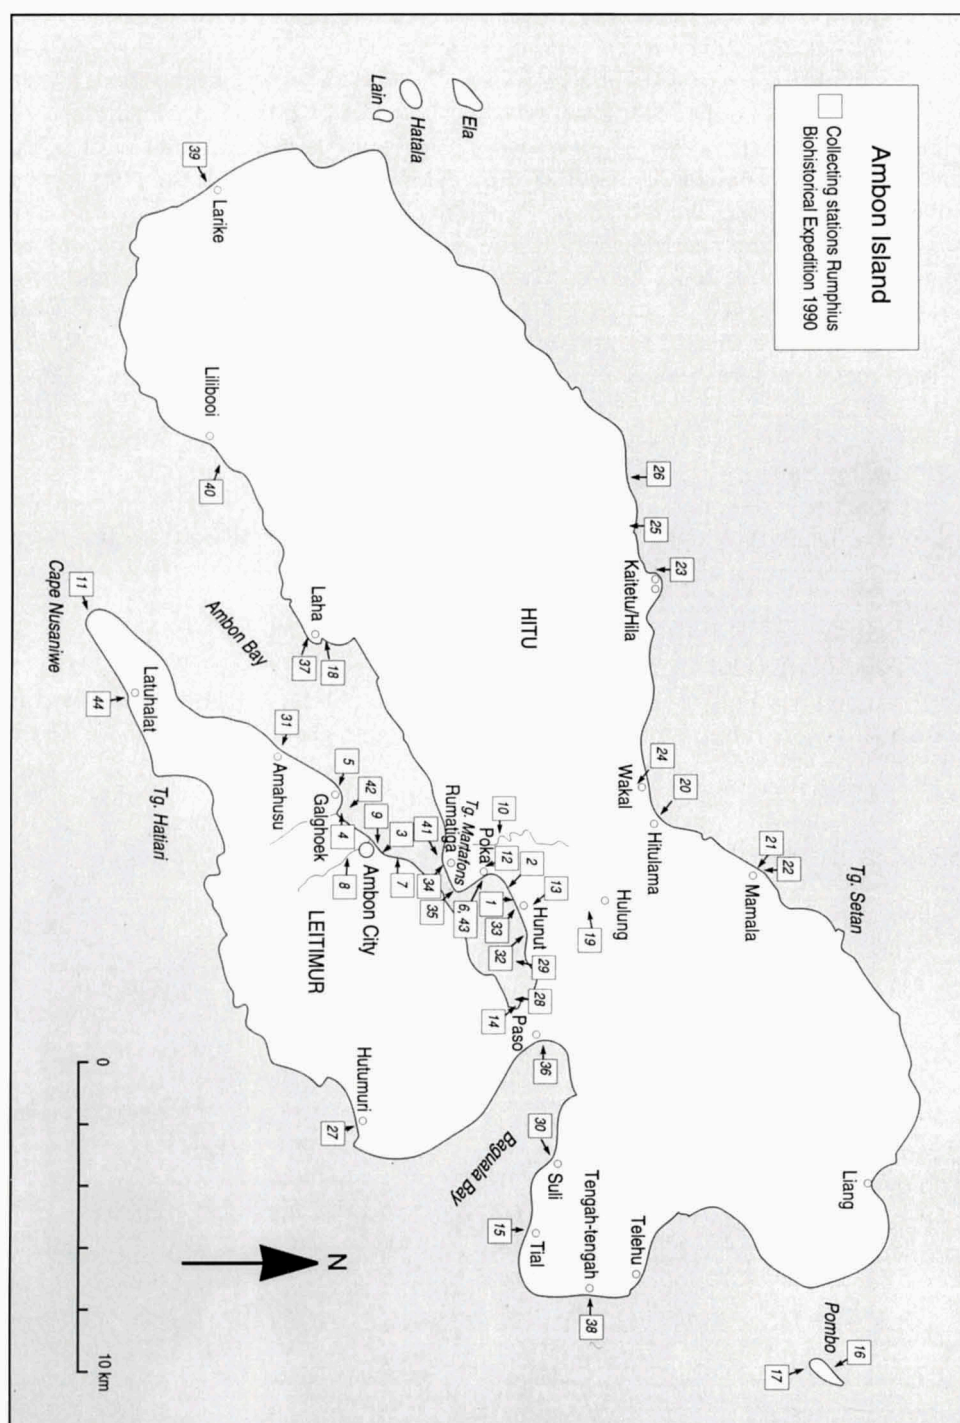 Ambon Island
Collecting stations Rumphius
Biohistorical Expedition 1990
Ela
Hatala
Lain
39
Larike
Lilibooi
40
26
25
23
Kaitetu/Hila
HITU
Laha
37
18
Ambon Bay
11
Cape Nusaniwe
Latuhalat
44
Tg. Hatiari
31
Amahusu
5
Galghoek
4
42
9
3
8
7
Ambon City
LEITIMUR
24
Wakal
20
Hitulama
21
22
Mamala
Tg. Setan
41
Rumatiga
Tg. Martafons
Poka
10
12
2
13
34
35
6, 43
1
33
Hunut
32
29
Hulung
19
28
14
Paso
36
Hutumuri
27
Baguala Bay
30
Suli
15
Tial
Tengah-tengah
38
Telehu
Liang
Pombo
16
17
N
0
10 km